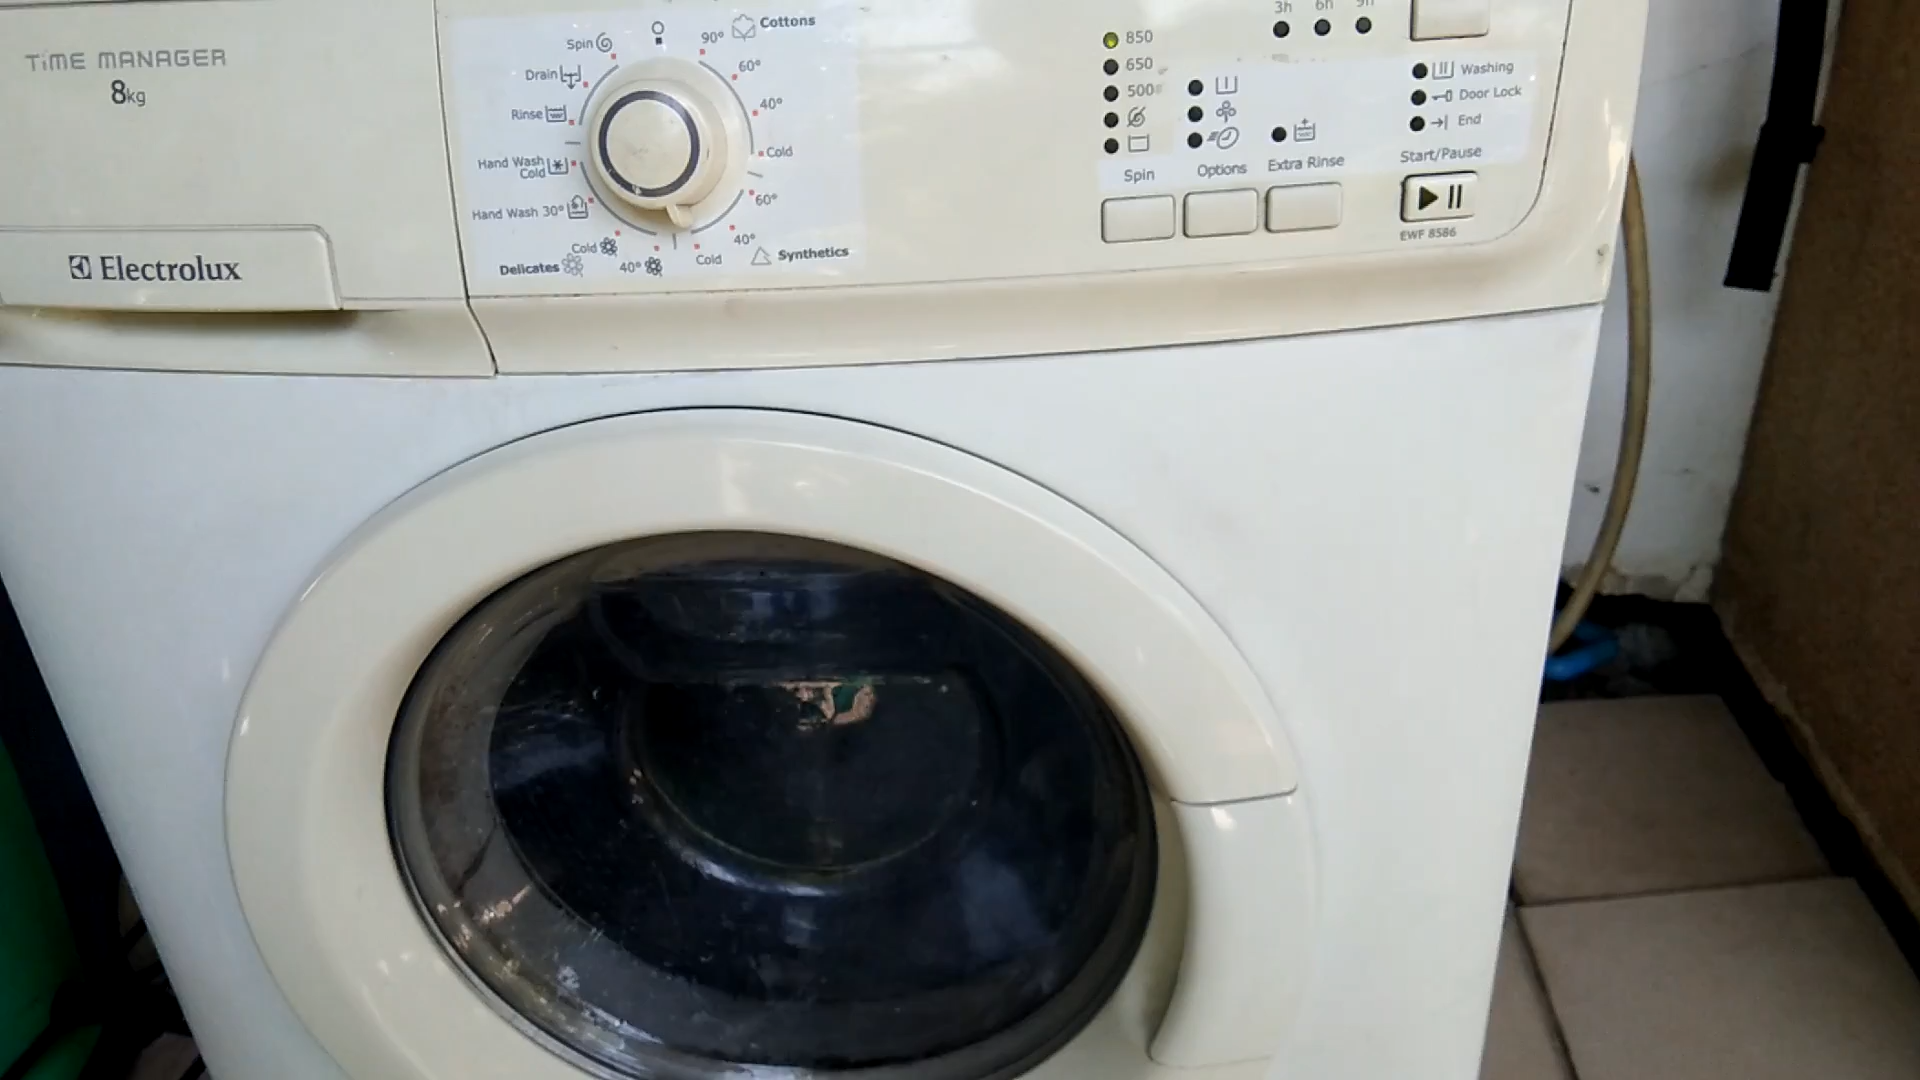 TIME MANAGER
8kg
Electrolux
Spin
Drain
Rinse
Hand Wash
Cold
Hand Wash 30°
Cold
Delicates
40°
90°
Cottons
60°
40°
Cold
60°
40°
Synthetics
Cold
850
650
500
Spin
Options
Extra Rinse
3h 6h 9h
Washing
Door Lock
End
Start/Pause
EWF 8586